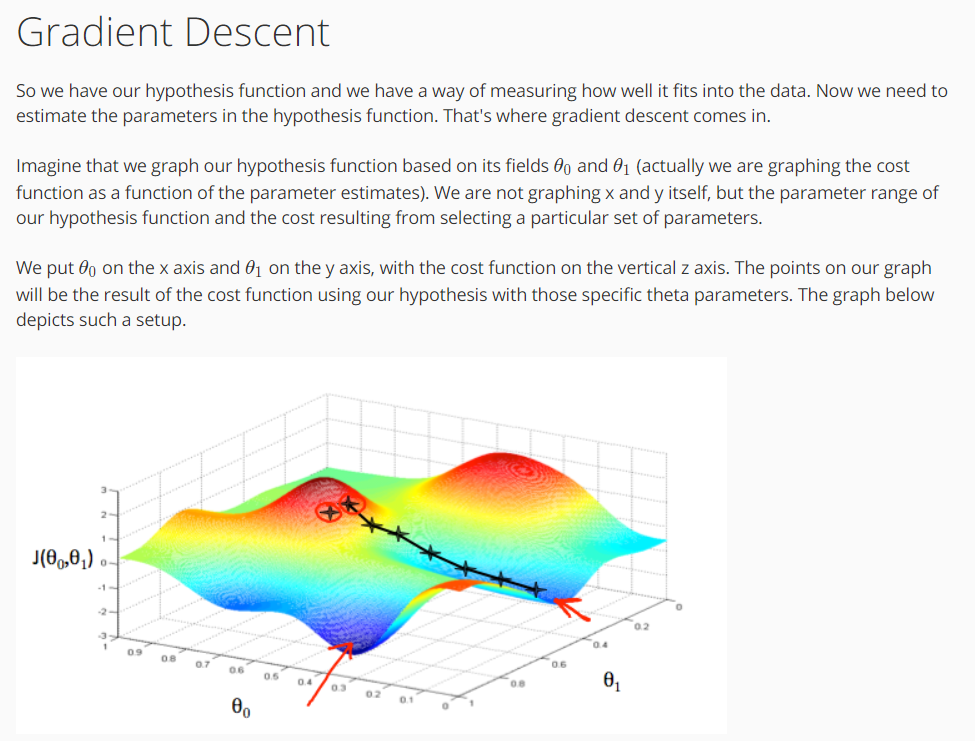 Gradient Descent
So we have our hypothesis function and we have a way of measuring how well it fits into the data. Now we need to
estimate the parameters in the hypothesis function. That's where gradient descent comes in.
Imagine that we graph our hypothesis function based on its fields θ₀ and θ₁ (actually we are graphing the cost
function as a function of the parameter estimates). We are not graphing x and y itself, but the parameter range of
our hypothesis function and the cost resulting from selecting a particular set of parameters.
We put θ₀ on the x axis and θ₁ on the y axis, with the cost function on the vertical z axis. The points on our graph
will be the result of the cost function using our hypothesis with those specific theta parameters. The graph below
depicts such a setup.
3
2
1
J(θ₀,θ₁) 0
-1
-2
-3
1 0.9 0.8 0.7 0.6 0.5 0.4 0.3 0.2 0.1 0
θ₀
1 0.8 0.6 0.4 0.2 0
θ₁